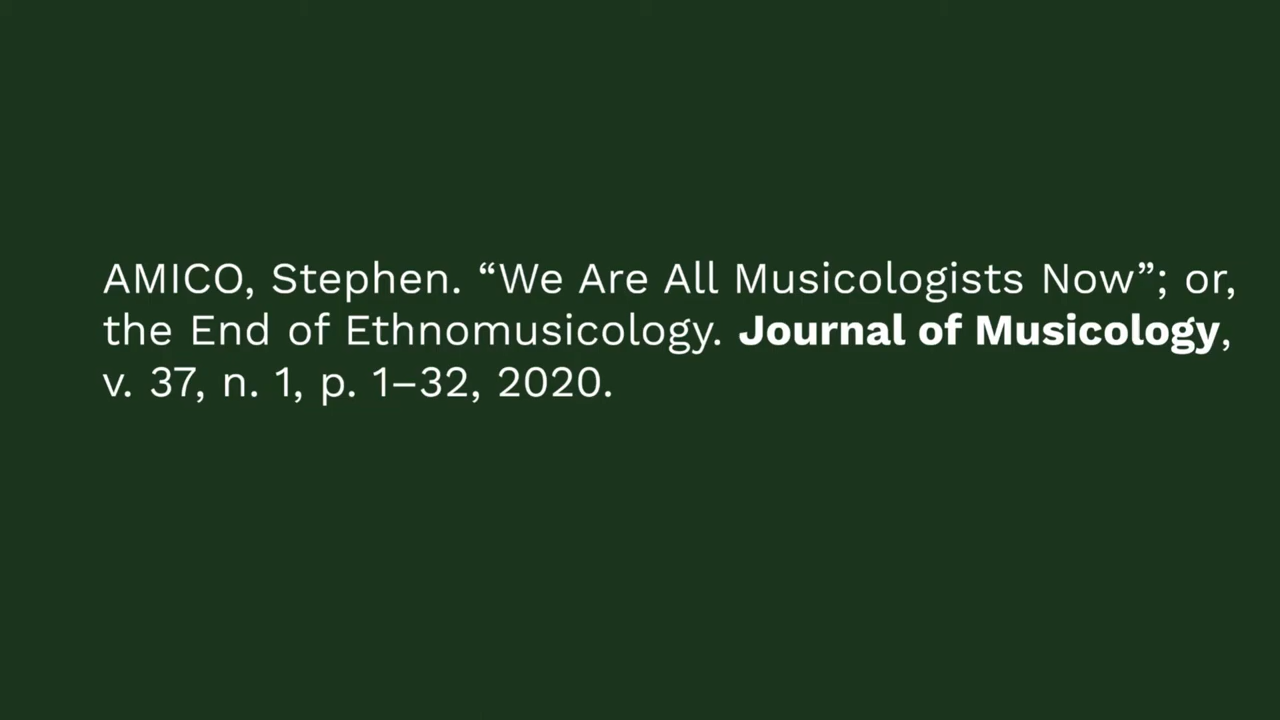 AMICO, Stephen. “We Are All Musicologists Now”; or,
the End of Ethnomusicology. Journal of Musicology,
v. 37, n. 1, p. 1–32, 2020.